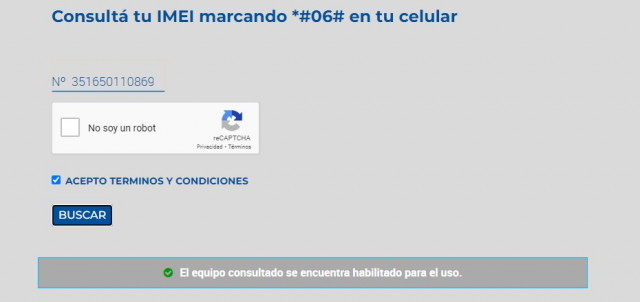 Consultá tu IMEI marcando *#06# en tu celular
Nº 351650110869
No soy un robot
reCAPTCHA
Privacidad - Términos
ACEPTO TERMINOS Y CONDICIONES
BUSCAR
El equipo consultado se encuentra habilitado para el uso.